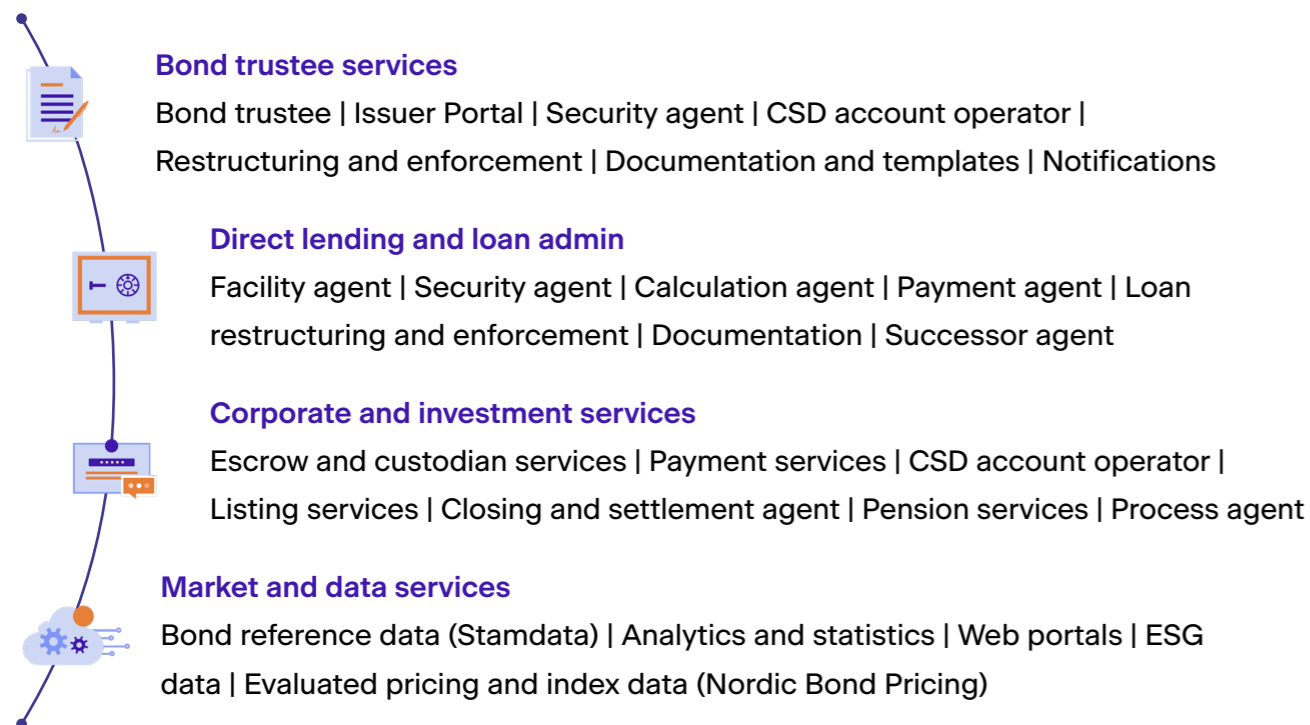 Bond trustee services
Bond trustee | Issuer Portal | Security agent | CSD account operator |
Restructuring and enforcement | Documentation and templates | Notifications
Direct lending and loan admin
Facility agent | Security agent | Calculation agent | Payment agent | Loan
restructuring and enforcement | Documentation | Successor agent
Corporate and investment services
Escrow and custodian services | Payment services | CSD account operator |
Listing services | Closing and settlement agent | Pension services | Process agent
Market and data services
Bond reference data (Stamdata) | Analytics and statistics | Web portals | ESG
data | Evaluated pricing and index data (Nordic Bond Pricing)